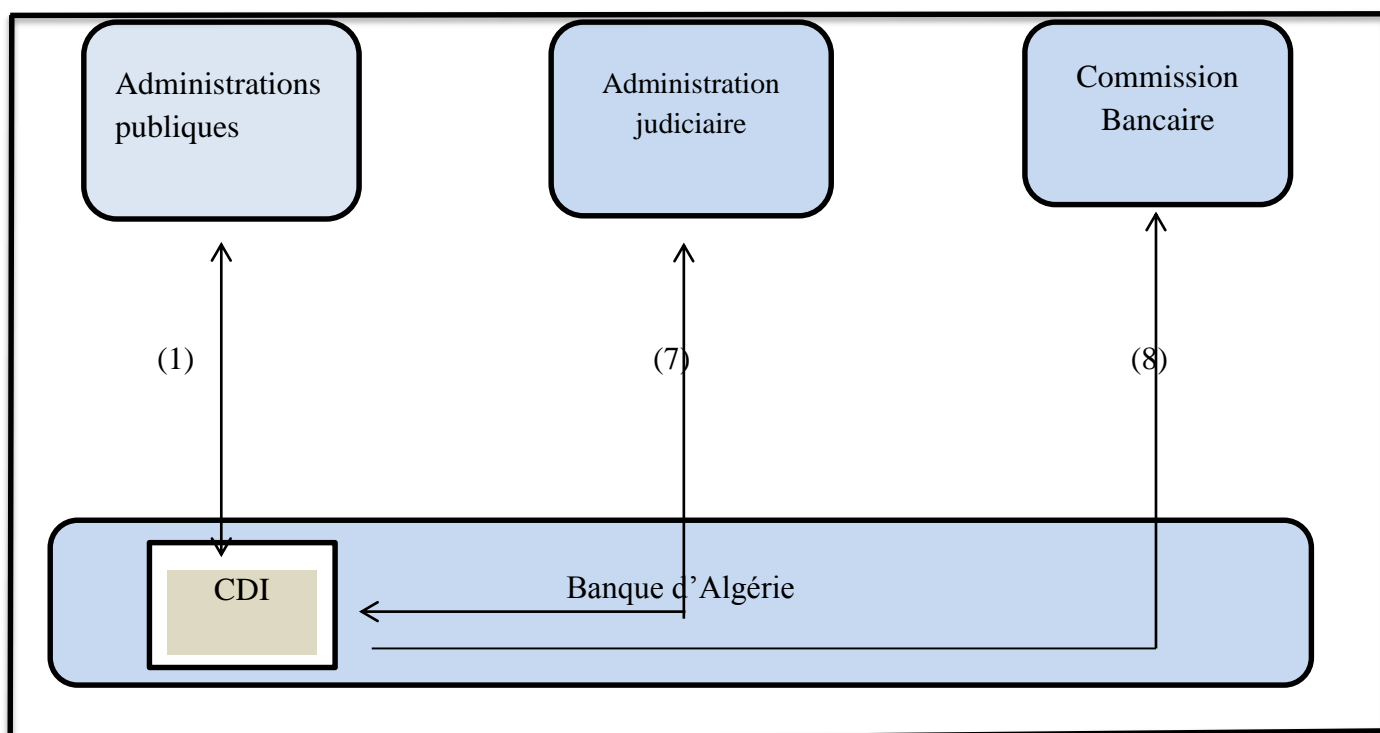 Administrations
publiques
Administration
judiciaire
Commission
Bancaire
(1)
(7)
(8)
CDI
Banque d’Algérie